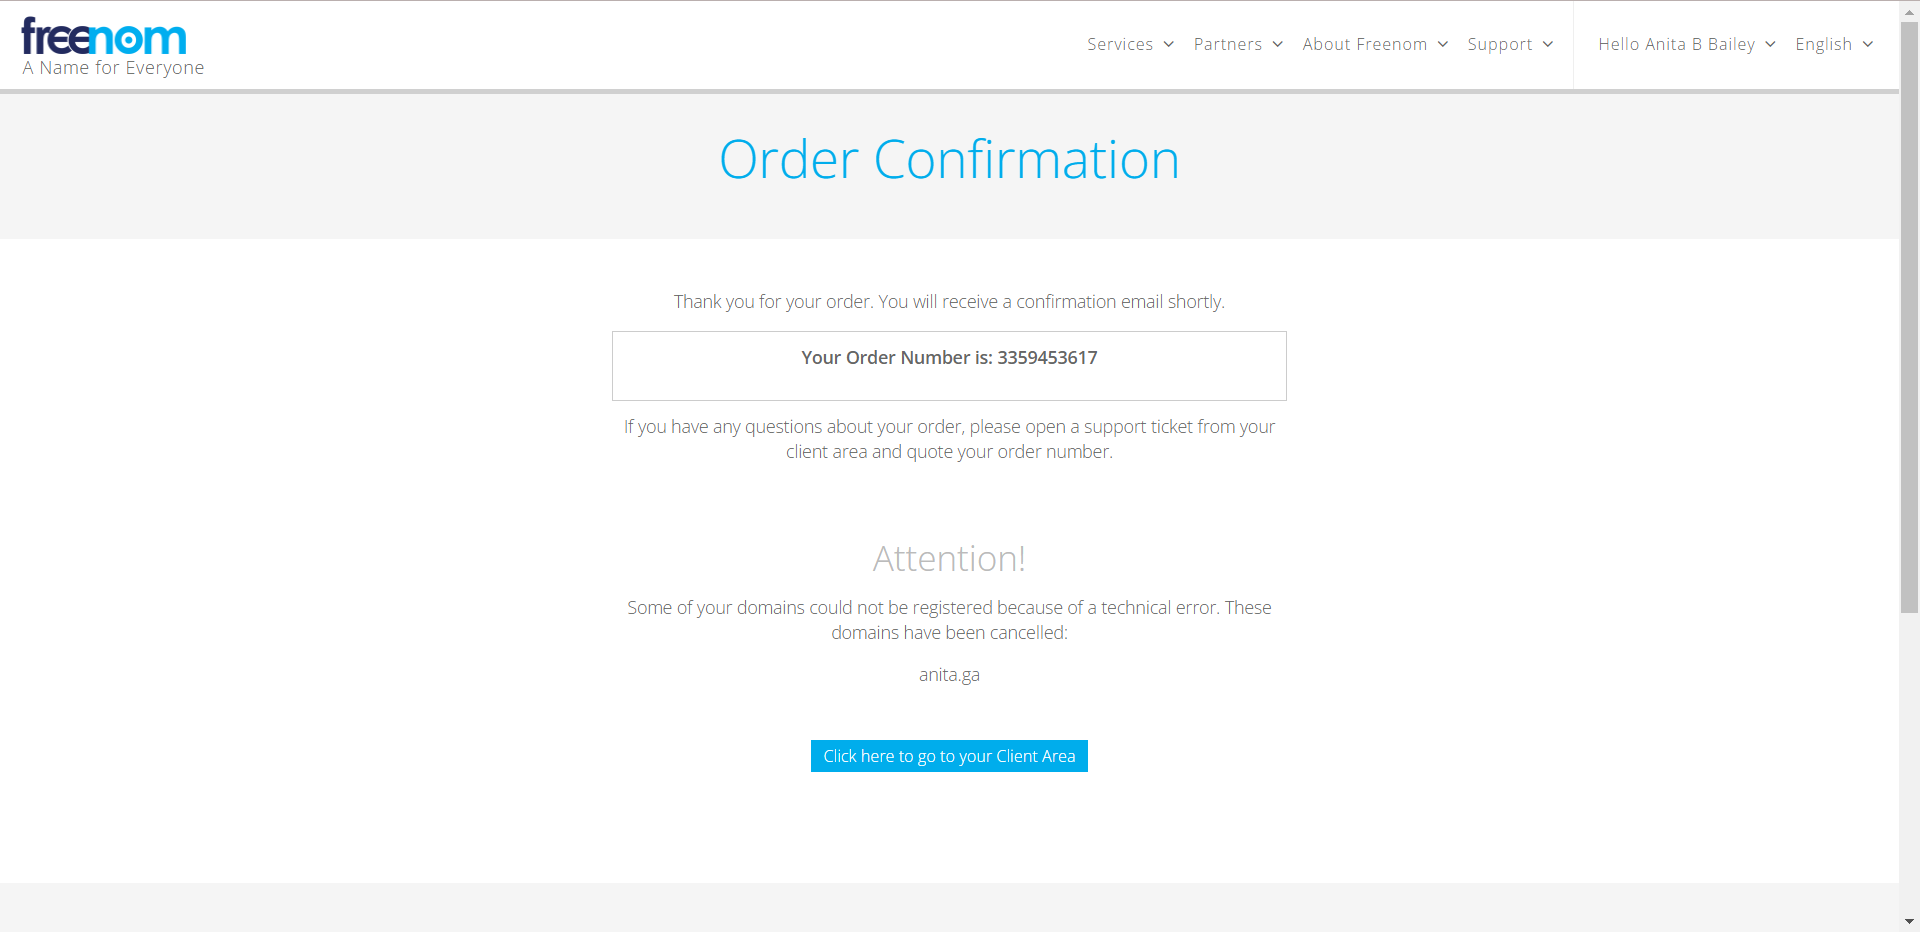 freenom
A Name for Everyone
Services Partners About Freenom Support Hello Anita B Bailey English
Order Confirmation
Thank you for your order. You will receive a confirmation email shortly.
Your Order Number is: 3359453617
If you have any questions about your order, please open a support ticket from your
client area and quote your order number.
Attention!
Some of your domains could not be registered because of a technical error. These
domains have been cancelled:
anita.ga
Click here to go to your Client Area